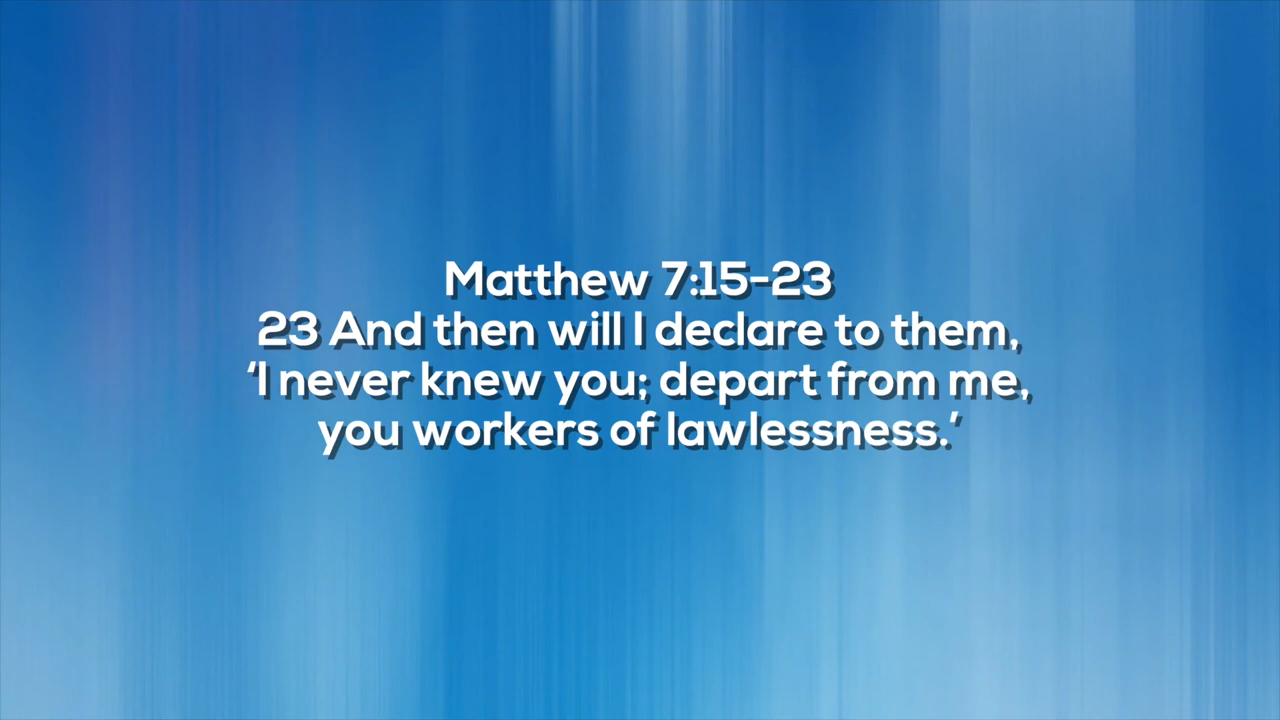 Matthew 7:15-23
23 And then will I declare to them,
‘I never knew you; depart from me,
you workers of lawlessness.’